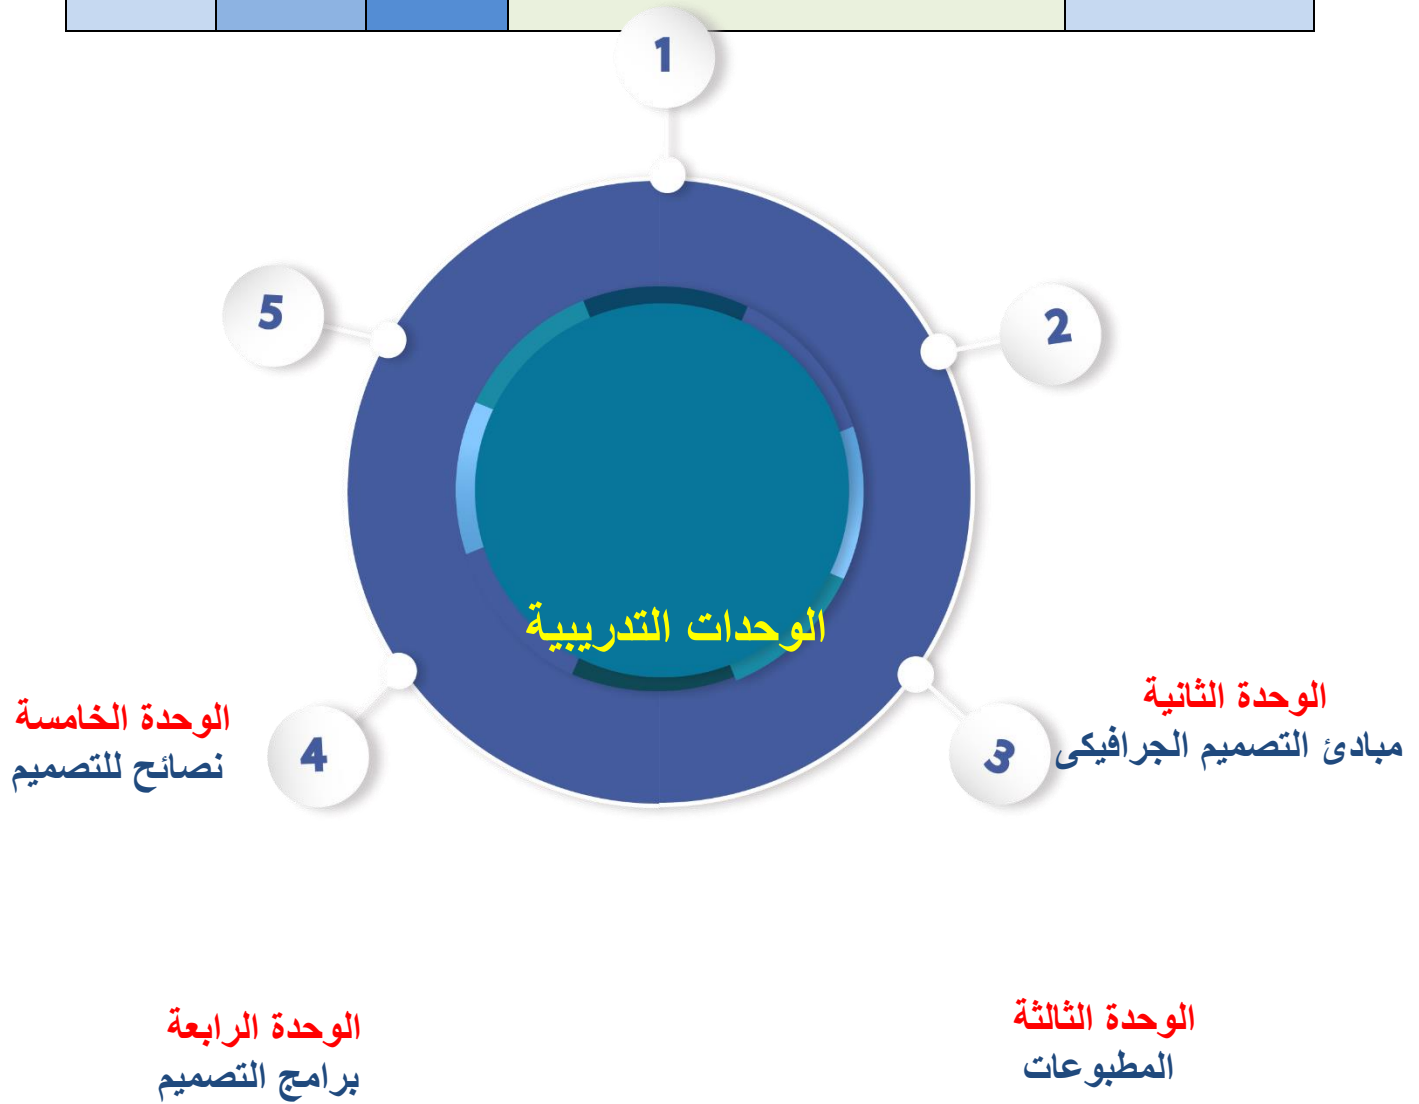 1
5
2
الوحدات التدريبية
الوحدة الثانية
مبادئ التصميم الجرافيكى
3
4
الوحدة الخامسة
نصائح للتصميم
الوحدة الثالثة
المطبوعات
الوحدة الرابعة
برامج التصميم